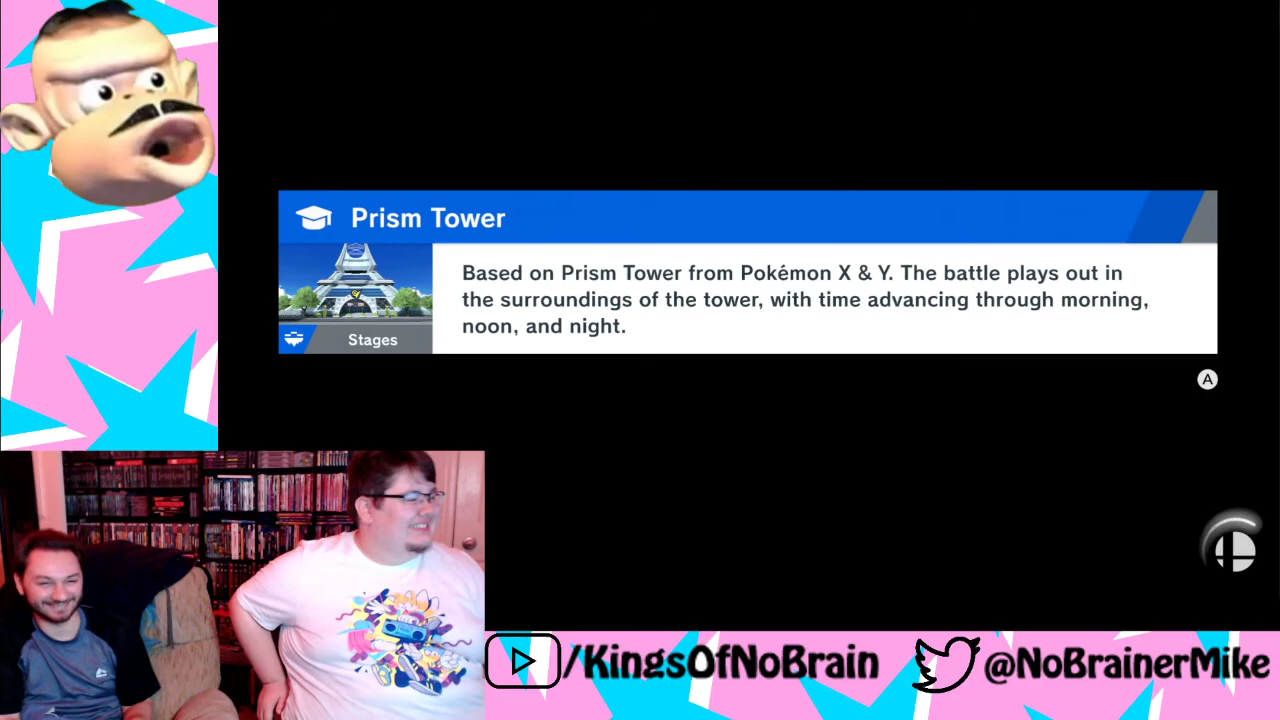 Prism Tower
Based on Prism Tower from Pokémon X & Y. The battle plays out in
the surroundings of the tower, with time advancing through morning,
noon, and night.
Stages
A
/KingsOfNoBrain
@NoBrainerMike